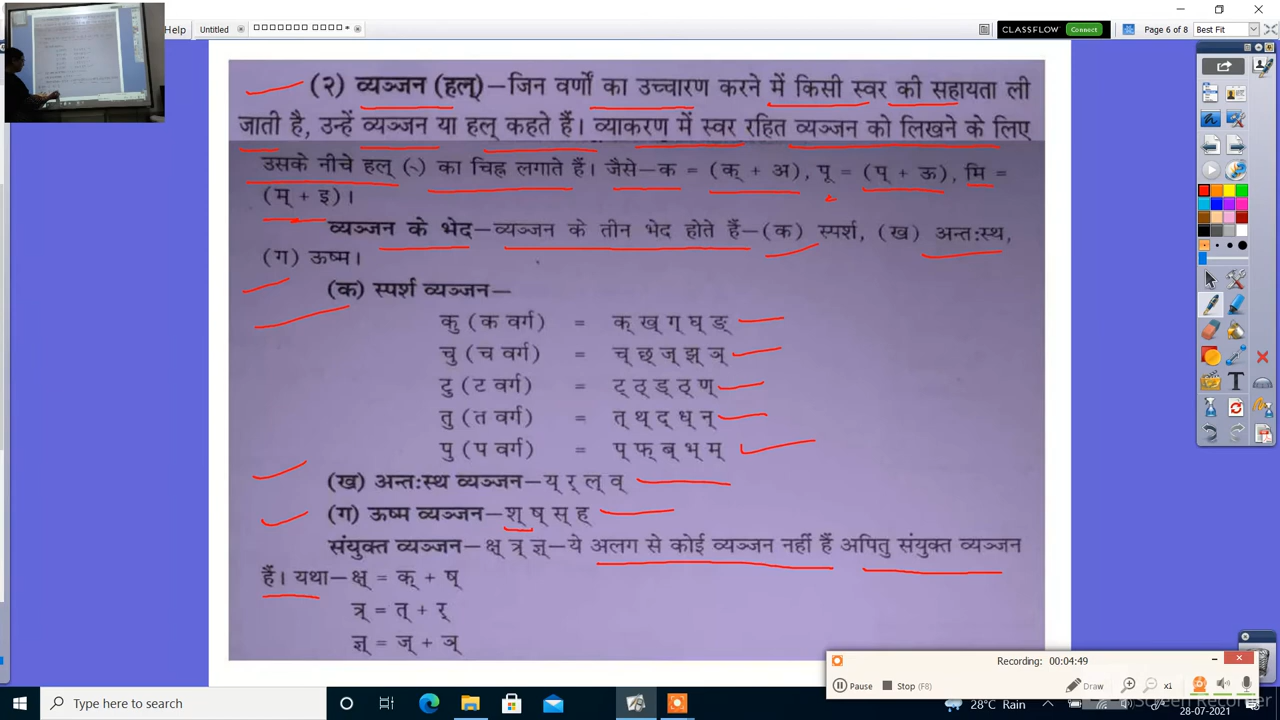 Help
Untitled
CLASSFLOW
Connect
Page 6 of 8
Best Fit
(२) व्यञ्जन (हल्)–जिन वर्णों का उच्चारण करने में किसी स्वर की सहायता ली
जाती है, उन्हें व्यञ्जन या हल् कहते हैं। व्याकरण में स्वर रहित व्यञ्जन को लिखने के लिए
उसके नीचे हल् (्) का चिह्न लगाते हैं। जैसे–क = (क् + अ), पू = (प् + ऊ), मि =
(म् + इ)।
व्यञ्जन के भेद–व्यञ्जन के तीन भेद होते हैं–(क) स्पर्श, (ख) अन्तःस्थ,
(ग) ऊष्म।
(क) स्पर्श व्यञ्जन–
कु (क वर्ग) = क् ख् ग् घ् ङ्
चु (च वर्ग) = च् छ् ज् झ् ञ्
टु (ट वर्ग) = ट् ठ् ड् ठ् ण्
तु (त वर्ग) = त् थ् द् ध् न्
पु (प वर्ग) = प् फ् ब् भ् म्
(ख) अन्तःस्थ व्यञ्जन–य् र् ल् व्
(ग) ऊष्म व्यञ्जन–श् ष् स् ह्
संयुक्त व्यञ्जन–क्ष् त्र् ज्ञ्–ये अलग से कोई व्यञ्जन नहीं हैं अपितु संयुक्त व्यञ्जन
हैं। यथा–क्ष् = क् + ष्
त्र् = त् + र्
ज्ञ् = ज् + ञ्
Recording: 00:04:49
Pause
Stop (F8)
Draw
x1
Type here to search
28°C Rain
Screen Recorder
28-07-2021